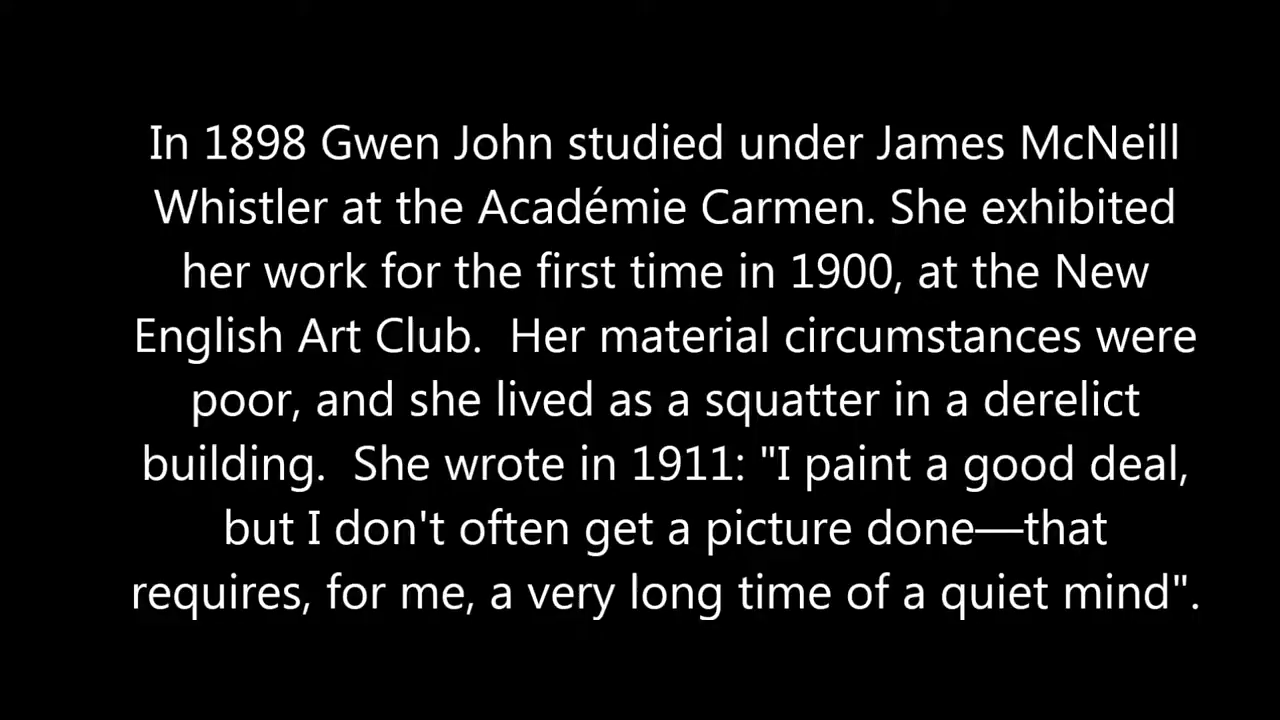 In 1898 Gwen John studied under James McNeill
Whistler at the Académie Carmen. She exhibited
her work for the first time in 1900, at the New
English Art Club.  Her material circumstances were
poor, and she lived as a squatter in a derelict
building.  She wrote in 1911: "I paint a good deal,
but I don't often get a picture done—that
requires, for me, a very long time of a quiet mind".